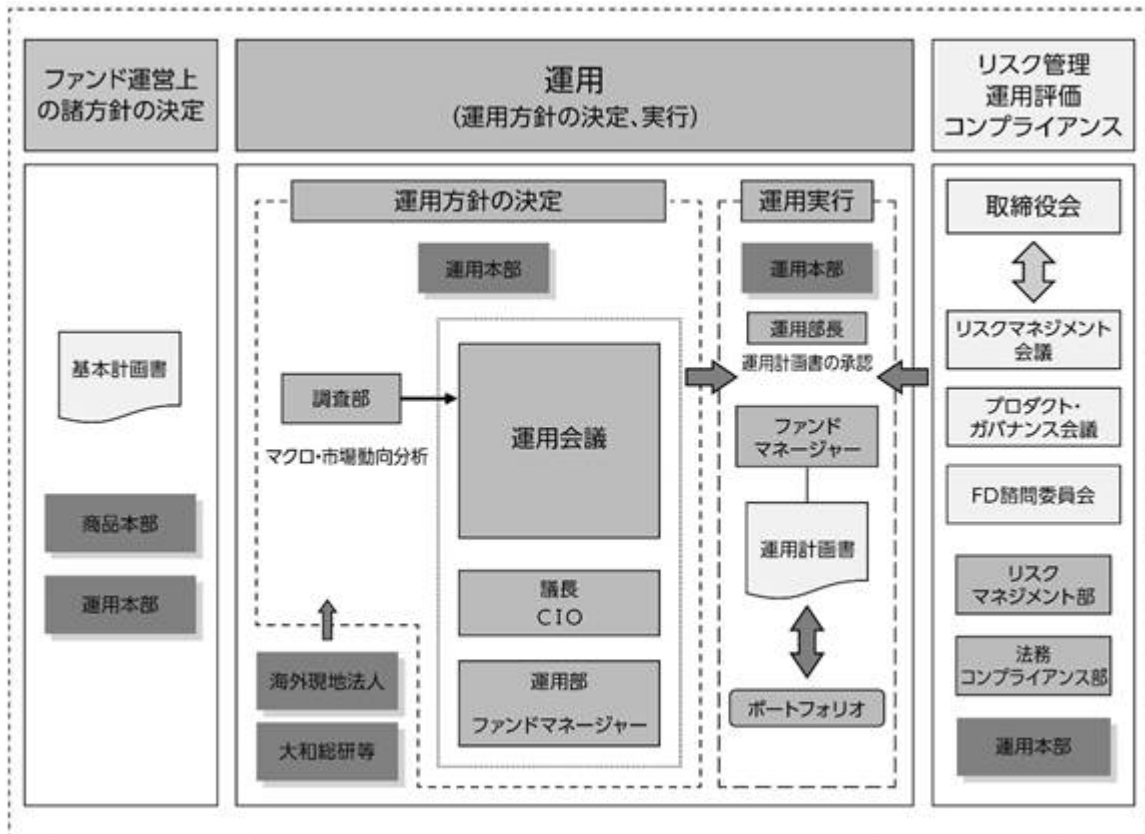 ファンド運営上
の諸方針の決定
運用
(運用方針の決定、実行)
リスク管理
運用評価
コンプライアンス
基本計画書
商品本部
運用本部
運用方針の決定
運用本部
調査部
マクロ・市場動向分析
運用会議
議長
CIO
運用部
ファンドマネージャー
海外現地法人
大和総研等
運用実行
運用本部
運用部長
運用計画書の承認
ファンド
マネージャー
運用計画書
ポートフォリオ
取締役会
リスクマネジメント
会議
プロダクト・
ガバナンス会議
FD諮問委員会
リスク
マネジメント部
法務
コンプライアンス部
運用本部